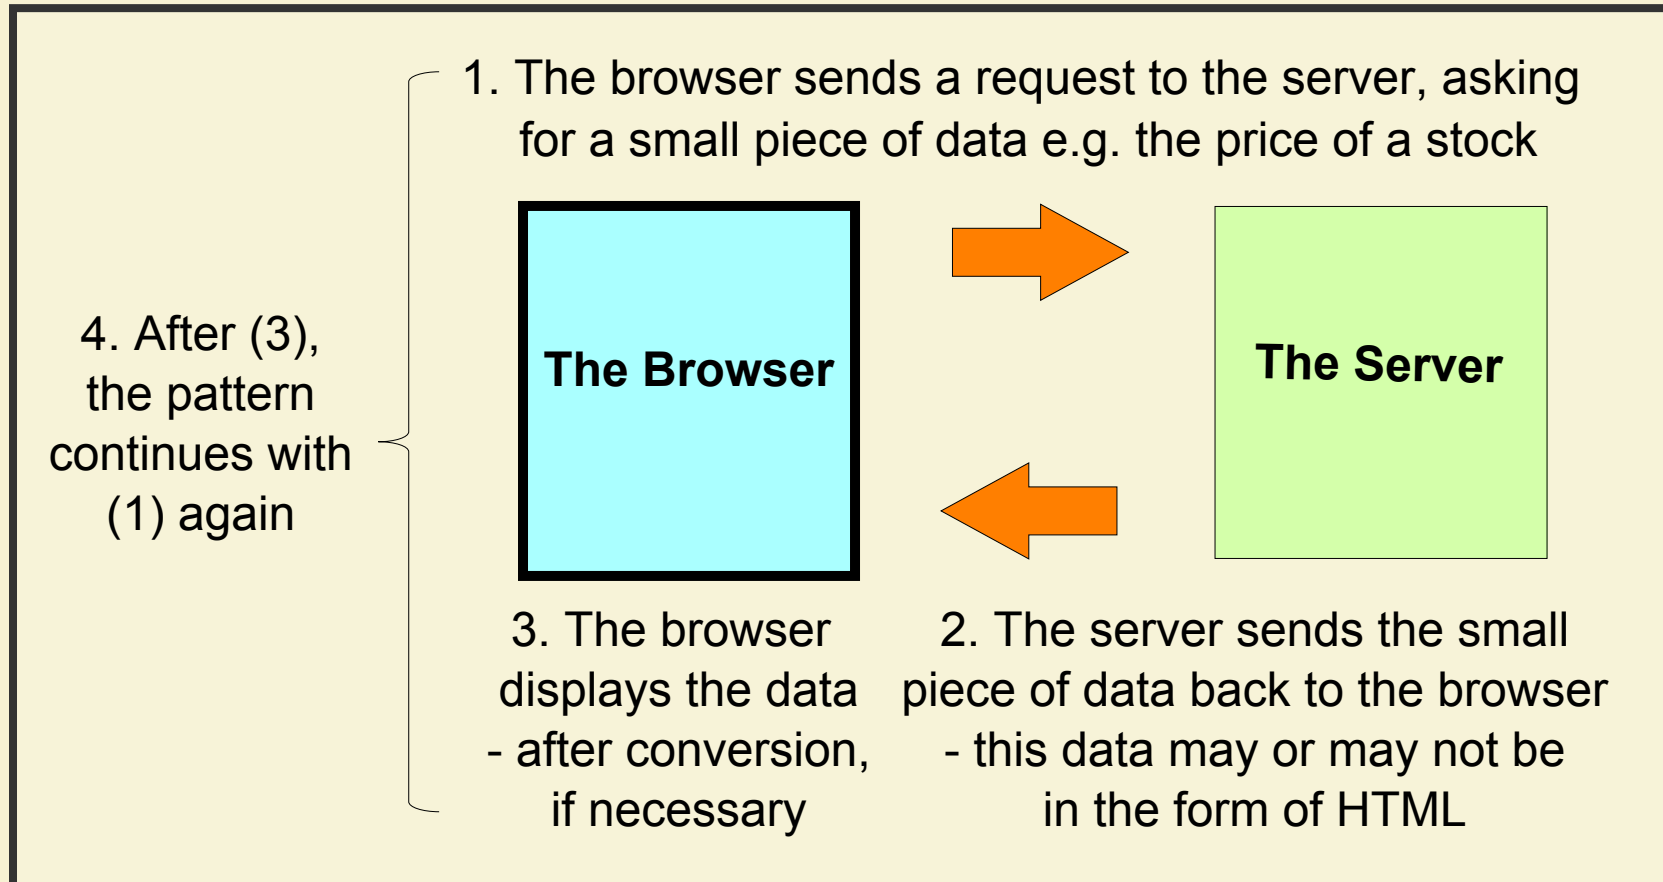 1. The browser sends a request to the server, asking
for a small piece of data e.g. the price of a stock
The Browser
The Server
4. After (3),
the pattern
continues with
(1) again
3. The browser
displays the data
- after conversion,
if necessary
2. The server sends the small
piece of data back to the browser
- this data may or may not be
in the form of HTML